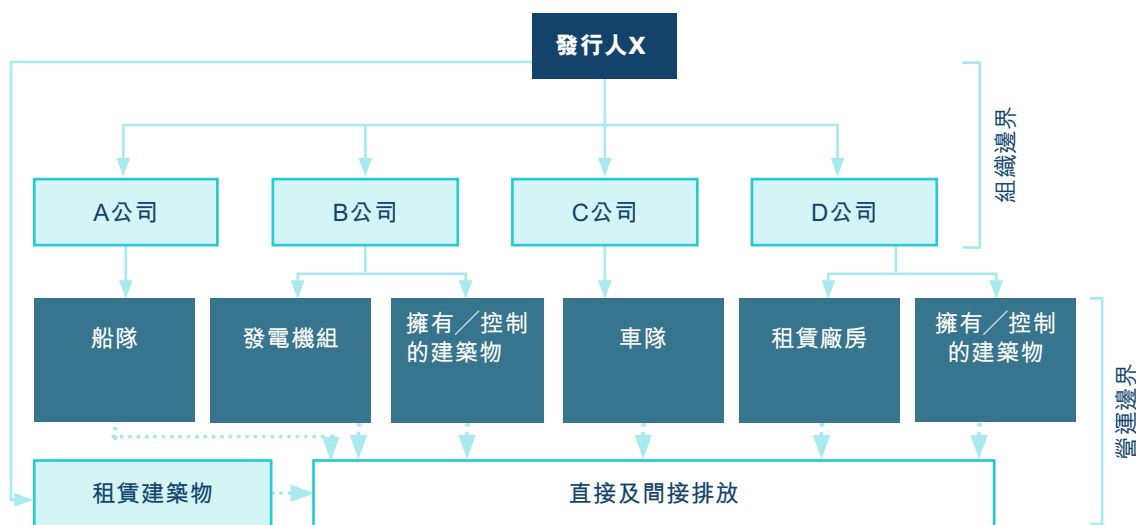 發行人X
組織邊界
A公司
B公司
C公司
D公司
船隊
發電機組
擁有／控制
的建築物
車隊
租賃廠房
擁有／控制
的建築物
營運邊界
租賃建築物
直接及間接排放